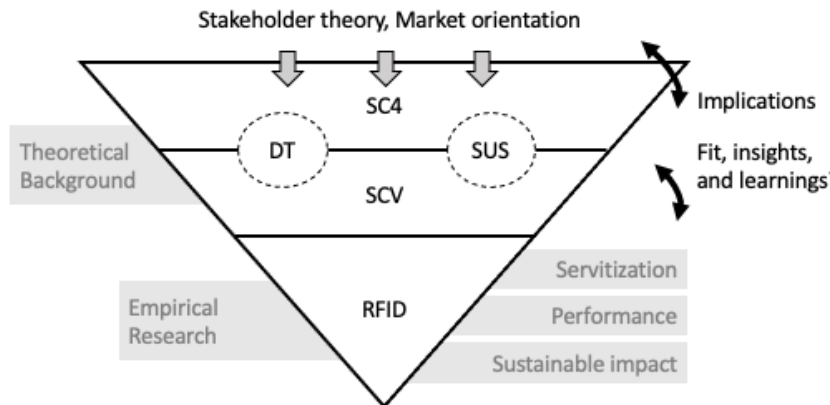 Stakeholder theory, Market orientation
SC4
Implications
Theoretical
Background
DT
SUS
Fit, insights,
and learnings
SCV
Servitization
Empirical
Research
RFID
Performance
Sustainable impact